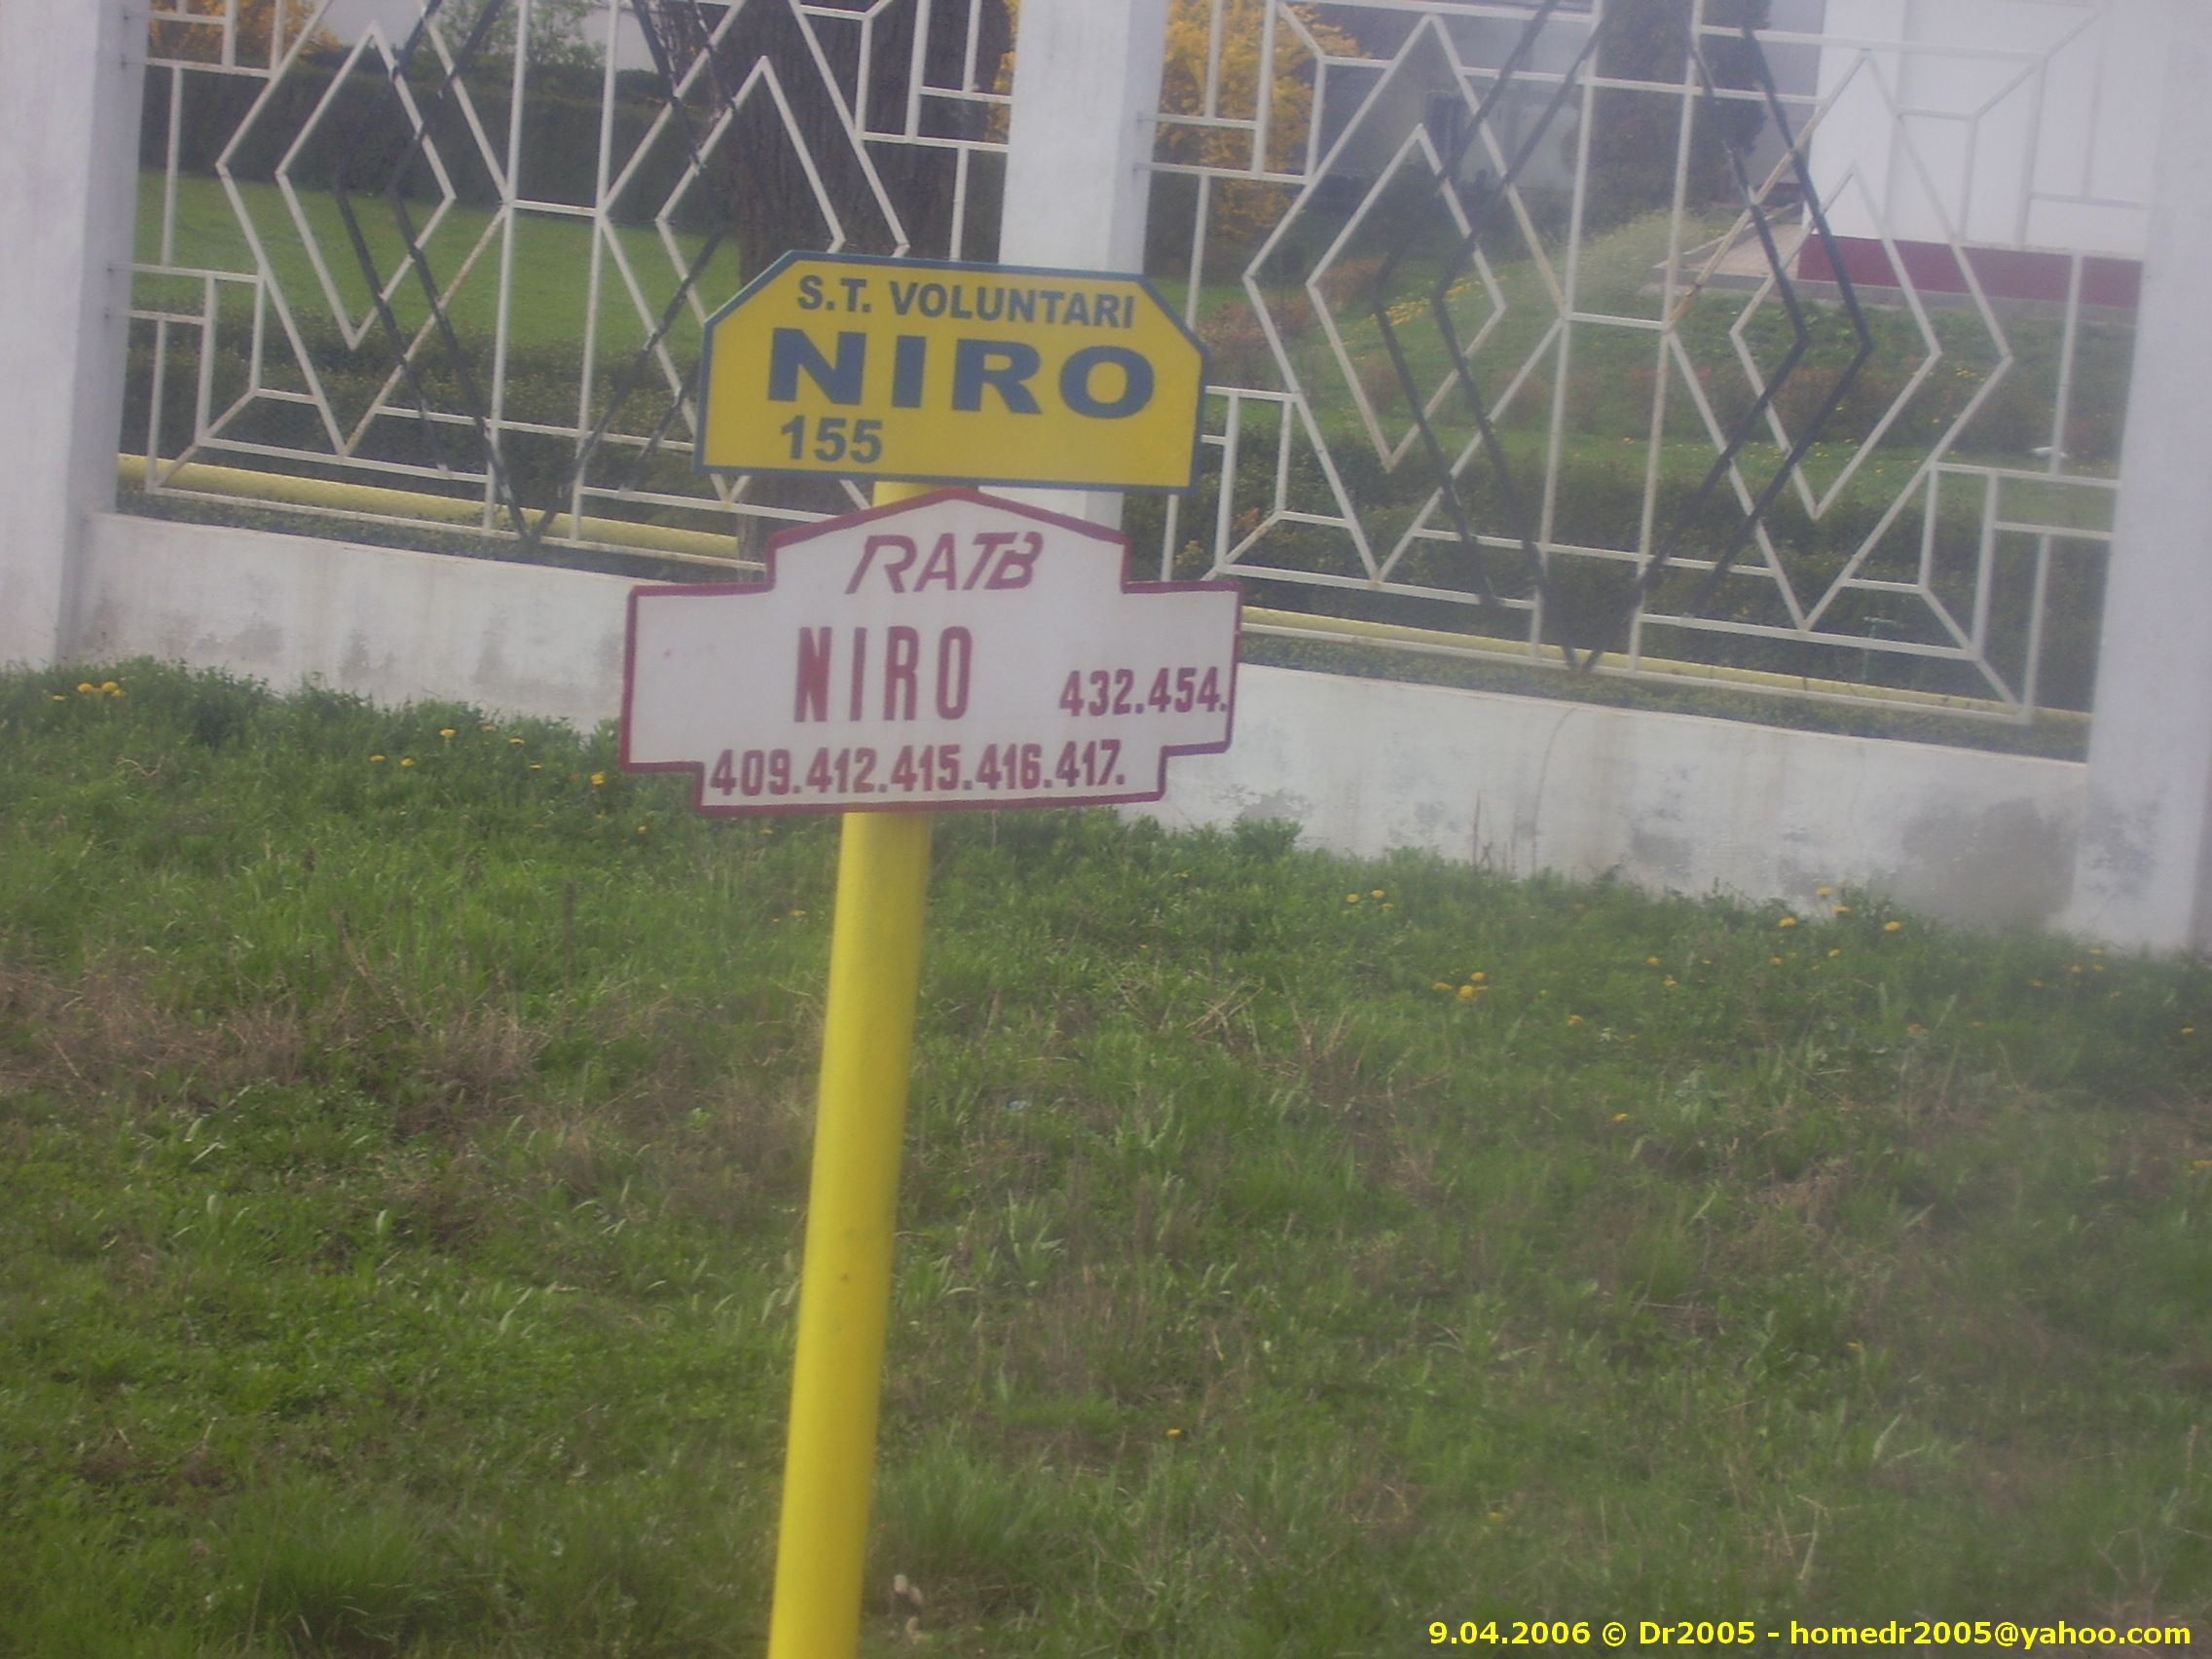 S.T. VOLUNTARI
NIRO
155
RATB
NIRO 432.454.
409.412.415.416.417.
9.04.2006 © Dr2005 - homedr2005@yahoo.com